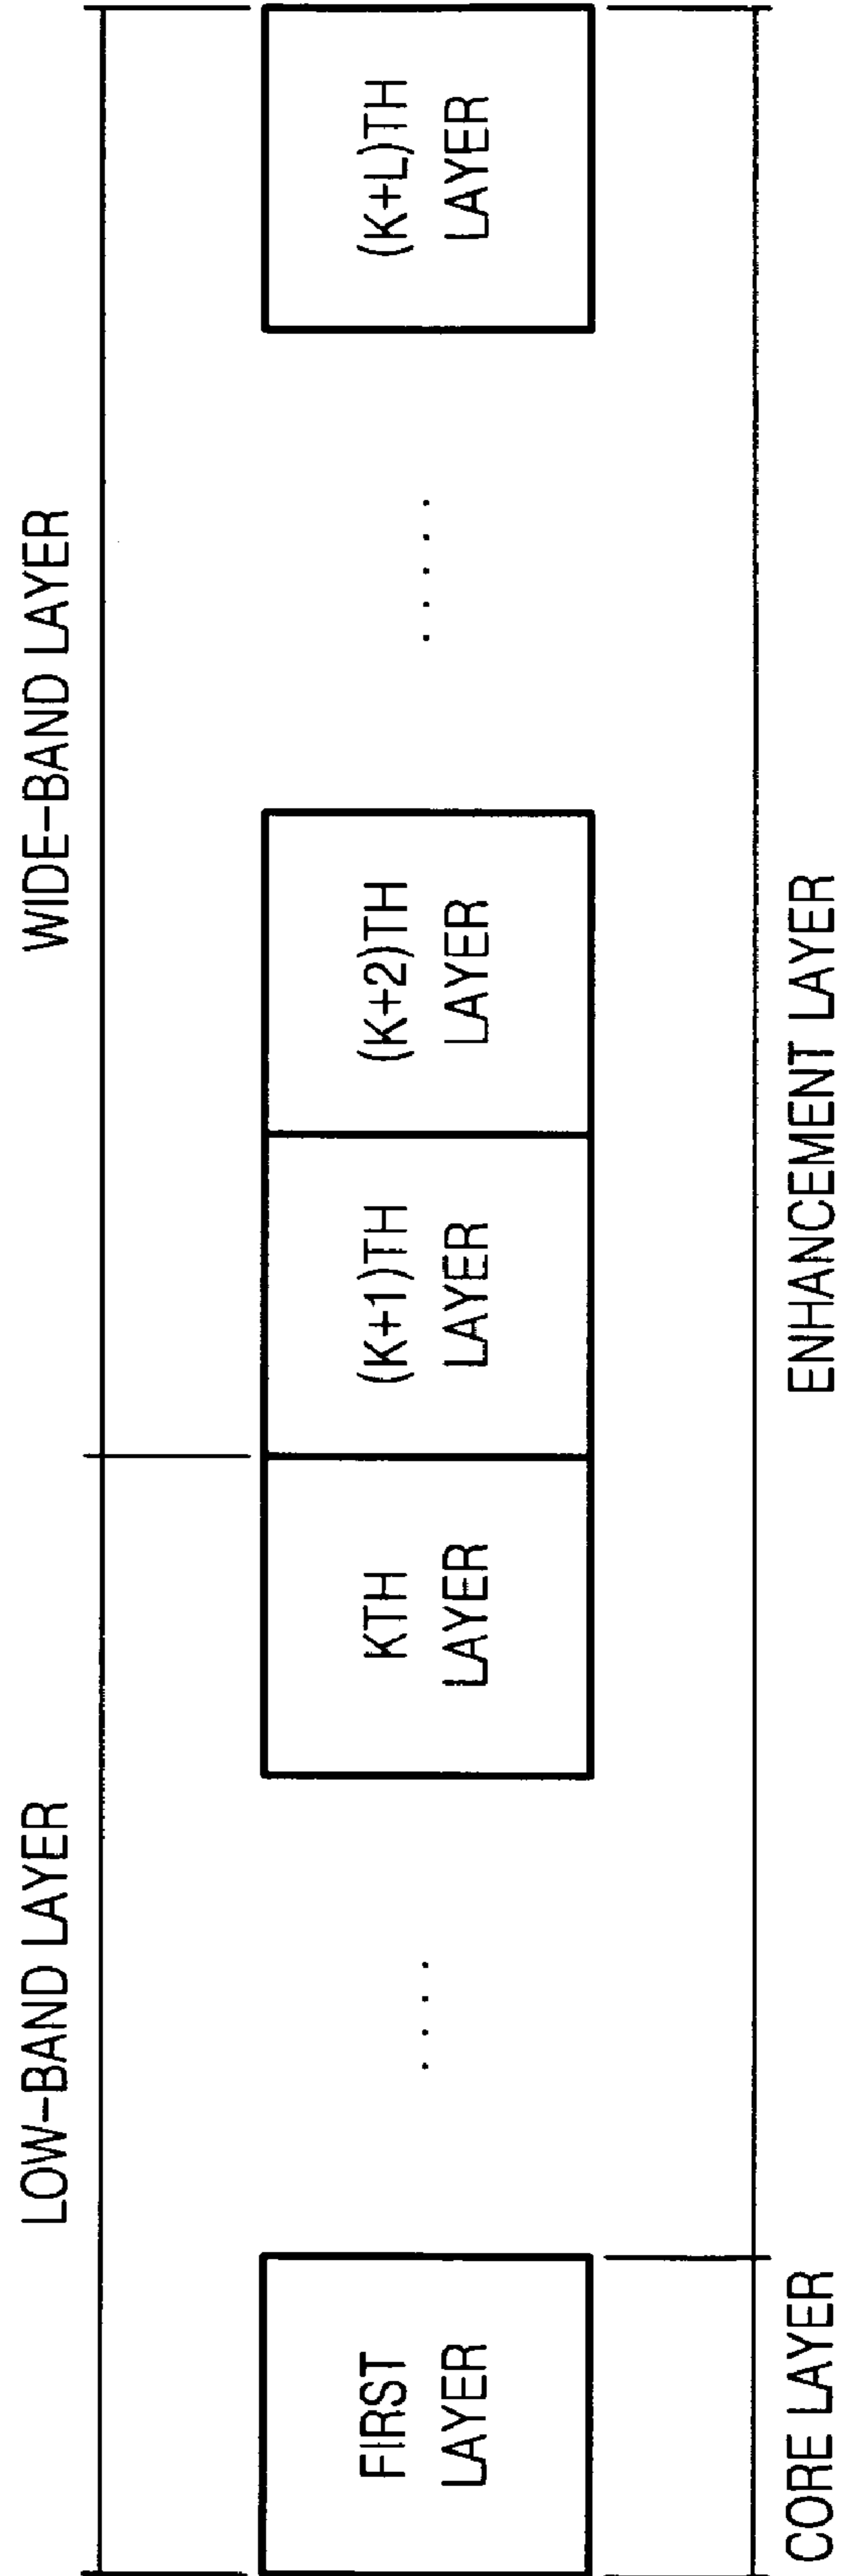 LOW-BAND LAYER
WIDE-BAND LAYER
FIRST
LAYER
. . . .
KTH
LAYER
(K+1)TH
LAYER
(K+2)TH
LAYER
. . . . .
(K+L)TH
LAYER
CORE LAYER
ENHANCEMENT LAYER